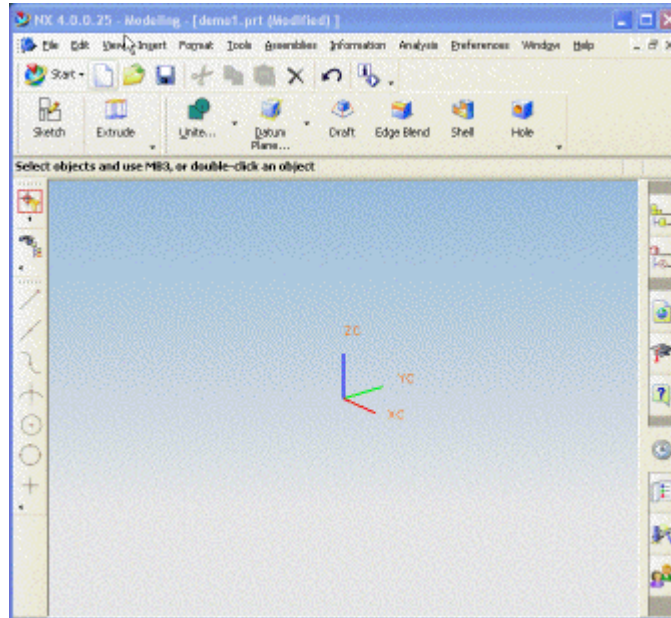 NX 4.0.0.25 - Modeling - [demo1.prt (Modified) ]
File Edit View Insert Format Tools Assemblies Information Analysis Preferences Window Help
Start
Sketch Extrude Unite... Datum Plane... Draft Edge Blend Shell Hole
Select objects and use MB3, or double-click an object
ZC
YC
XC